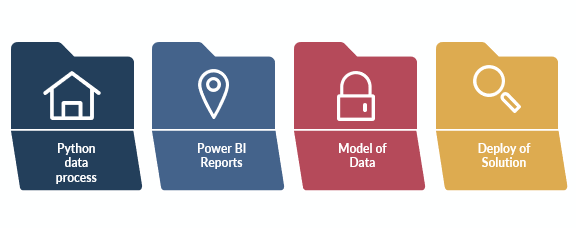 Python
data
process
Power BI
Reports
Model of
Data
Deploy of
Solution